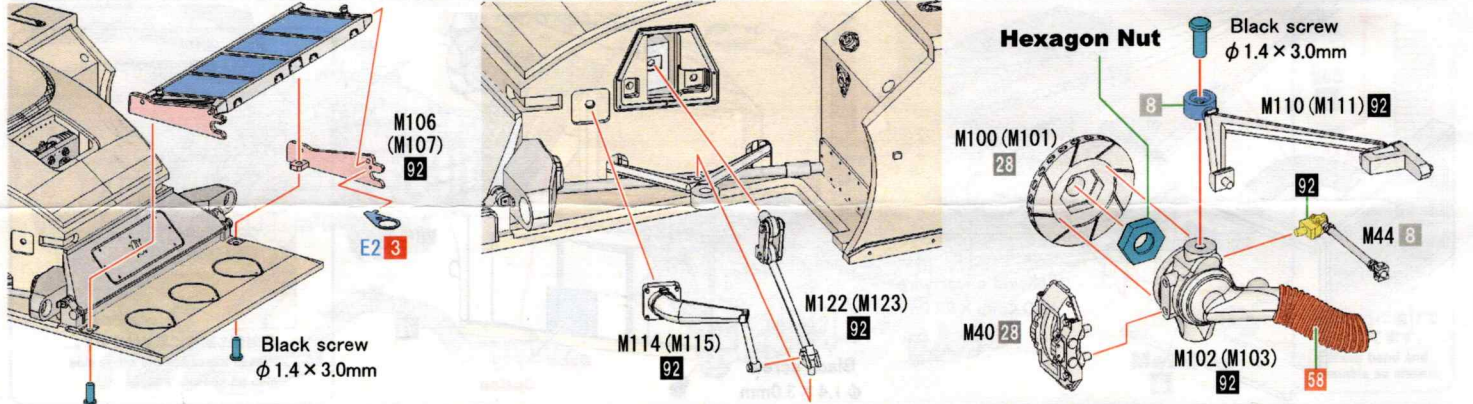 M106
(M107)
92
E2 3
Black screw
φ1.4×3.0mm
M114(M115)
92
M122(M123)
92
Hexagon Nut
Black screw
φ1.4×3.0mm
8
M110(M111) 92
M100(M101)
28
92
M44 8
M40 28
M102(M103)
92
58